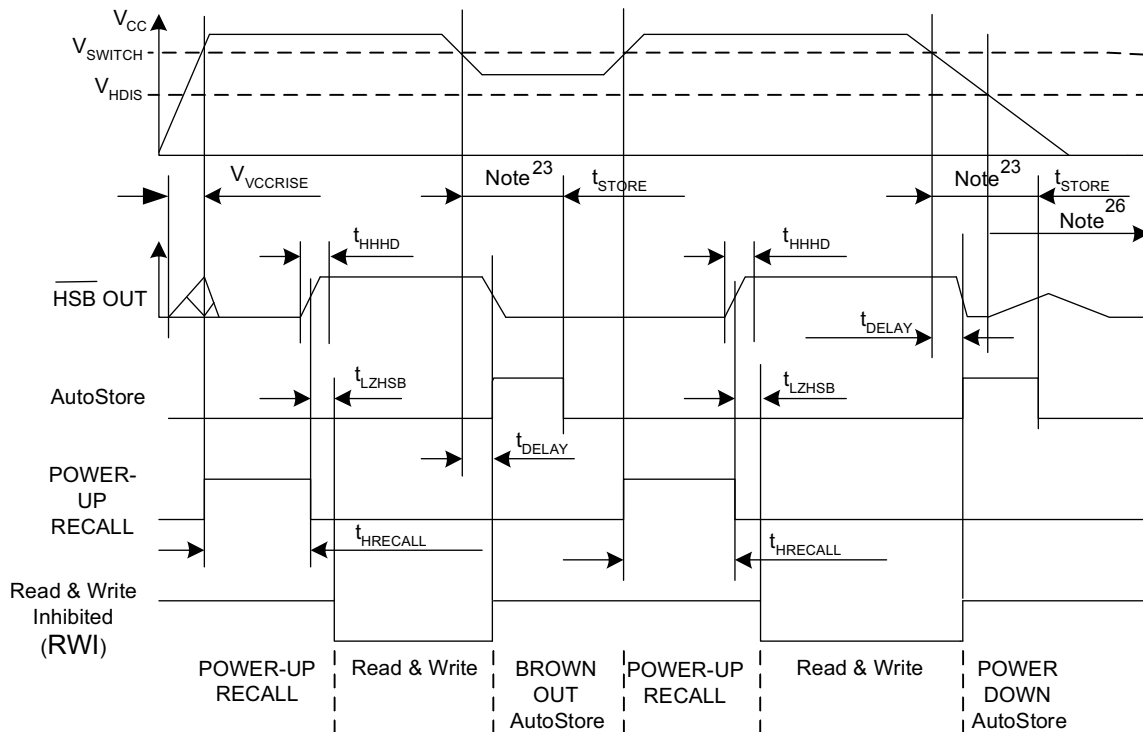 VCC
VSWITCH
VHDIS
VVCCRISE
Note23
tSTORE
Note23
tSTORE
Note26
tHHHD
tHHHD
HSB OUT
tDELAY
AutoStore
tLZHSB
tLZHSB
tDELAY
POWER-
UP
RECALL
tHRECALL
tHRECALL
Read & Write
Inhibited
(RWI)
POWER-UP
RECALL
Read & Write
BROWN
OUT
AutoStore
POWER-UP
RECALL
Read & Write
POWER
DOWN
AutoStore